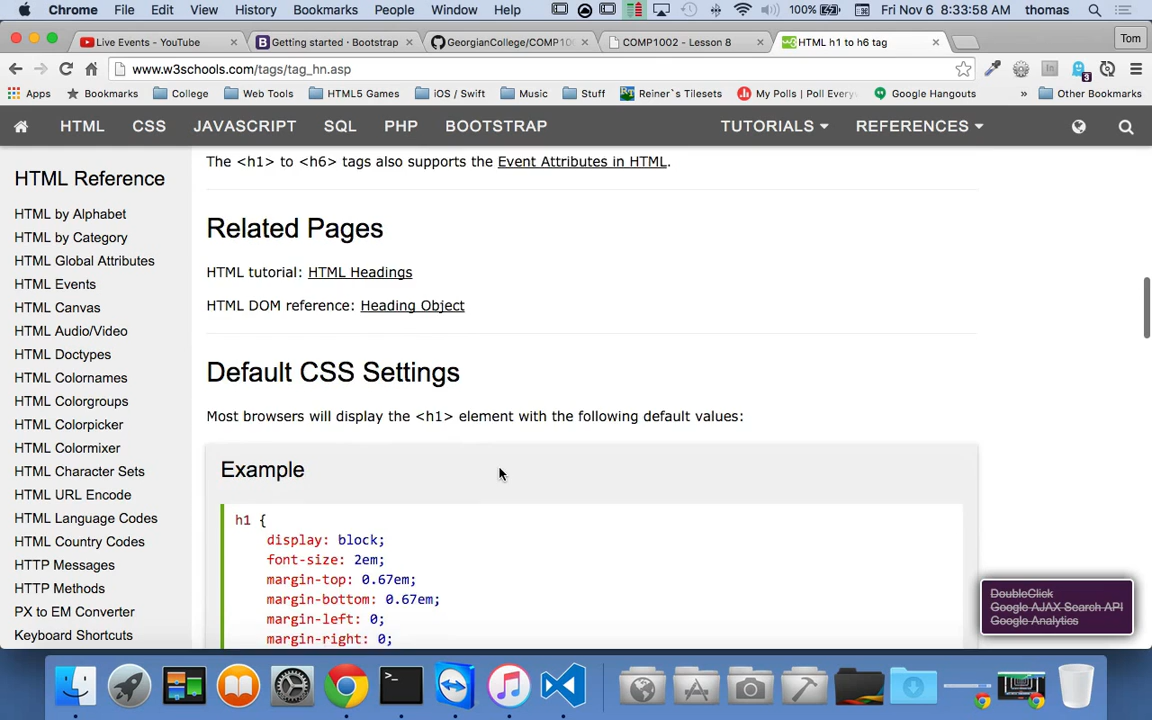 Chrome File Edit View History Bookmarks People Window Help 100% Fri Nov 6 8:33:58 AM thomas
Live Events - YouTube Getting started · Bootstrap GeorgianCollege/COMP10 COMP1002 - Lesson 8 HTML h1 to h6 tag Tom
www.w3schools.com/tags/tag_hn.asp 3
Apps Bookmarks College Web Tools HTML5 Games iOS / Swift Music Stuff Reiner`s Tilesets My Polls | Poll Every Google Hangouts » Other Bookmarks
HTML CSS JAVASCRIPT SQL PHP BOOTSTRAP TUTORIALS REFERENCES
HTML Reference
HTML by Alphabet
HTML by Category
HTML Global Attributes
HTML Events
HTML Canvas
HTML Audio/Video
HTML Doctypes
HTML Colornames
HTML Colorgroups
HTML Colorpicker
HTML Colormixer
HTML Character Sets
HTML URL Encode
HTML Language Codes
HTML Country Codes
HTTP Messages
HTTP Methods
PX to EM Converter
Keyboard Shortcuts
The <h1> to <h6> tags also supports the Event Attributes in HTML.
Related Pages
HTML tutorial: HTML Headings
HTML DOM reference: Heading Object
Default CSS Settings
Most browsers will display the <h1> element with the following default values:
Example
h1 {
display: block;
font-size: 2em;
margin-top: 0.67em;
margin-bottom: 0.67em;
margin-left: 0;
margin-right: 0;
DoubleClick
Google AJAX Search API
Google Analytics